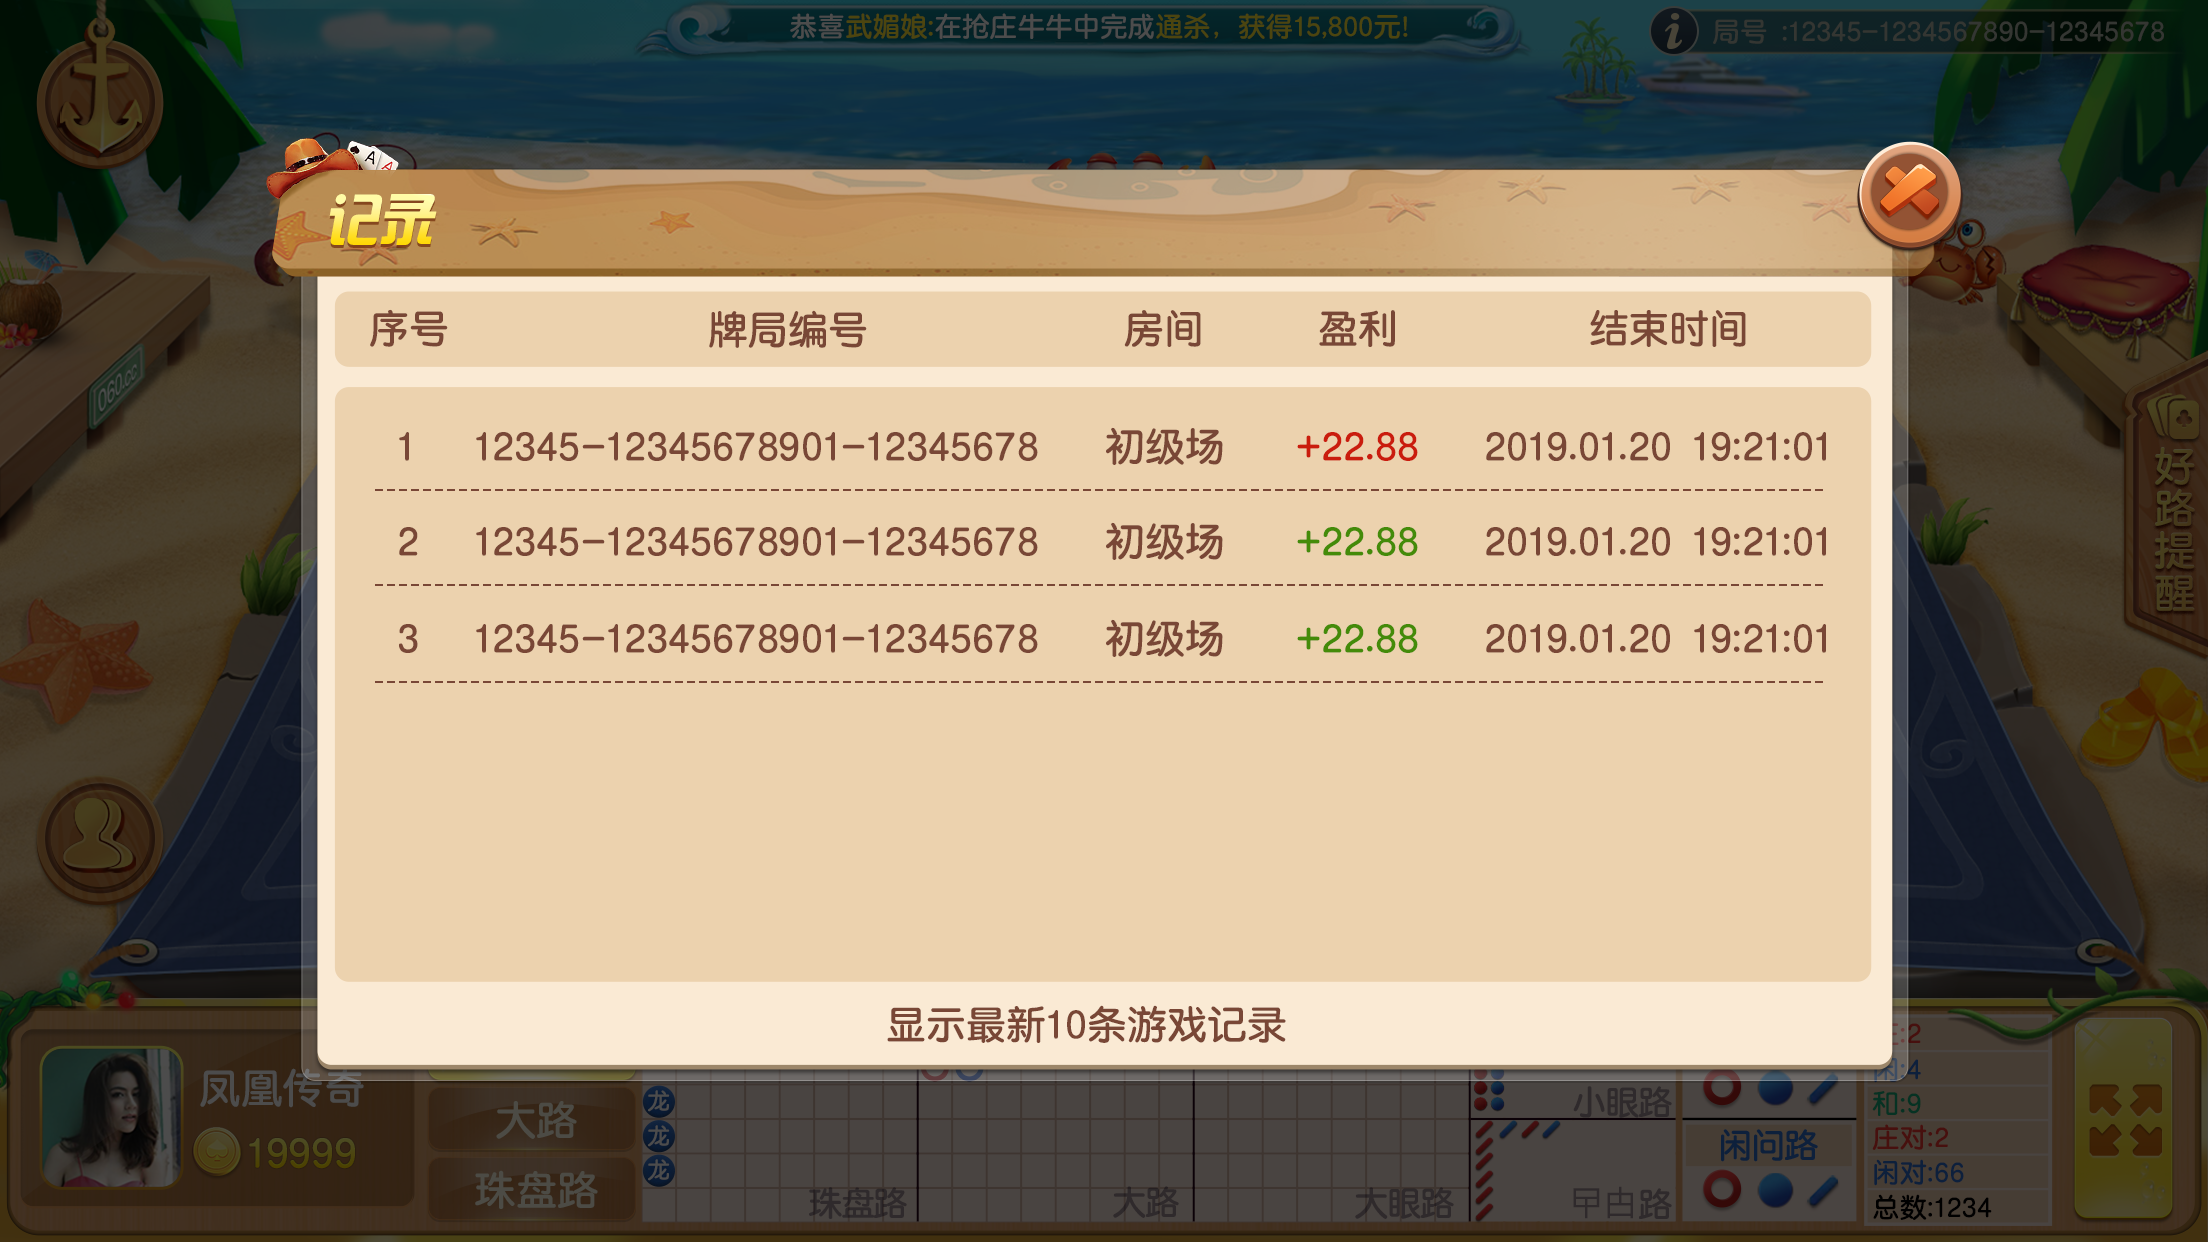 恭喜武媚娘:在抢庄牛牛中完成通杀，获得15,800元!
局号 :12345-1234567890-12345678
A A
记录
序号 牌局编号 房间 盈利 结束时间
060.cc
1 12345-12345678901-12345678 初级场 +22.88 2019.01.20 19:21:01
2 12345-12345678901-12345678 初级场 +22.88 2019.01.20 19:21:01
3 12345-12345678901-12345678 初级场 +22.88 2019.01.20 19:21:01
好路提醒
显示最新10条游戏记录
凤凰传奇
19999
大路
珠盘路
龙
龙
龙
珠盘路
大路
大眼路
小眼路
曱甴路
闲问路
:2
闲:4
和:9
庄对:2
闲对:66
总数:1234